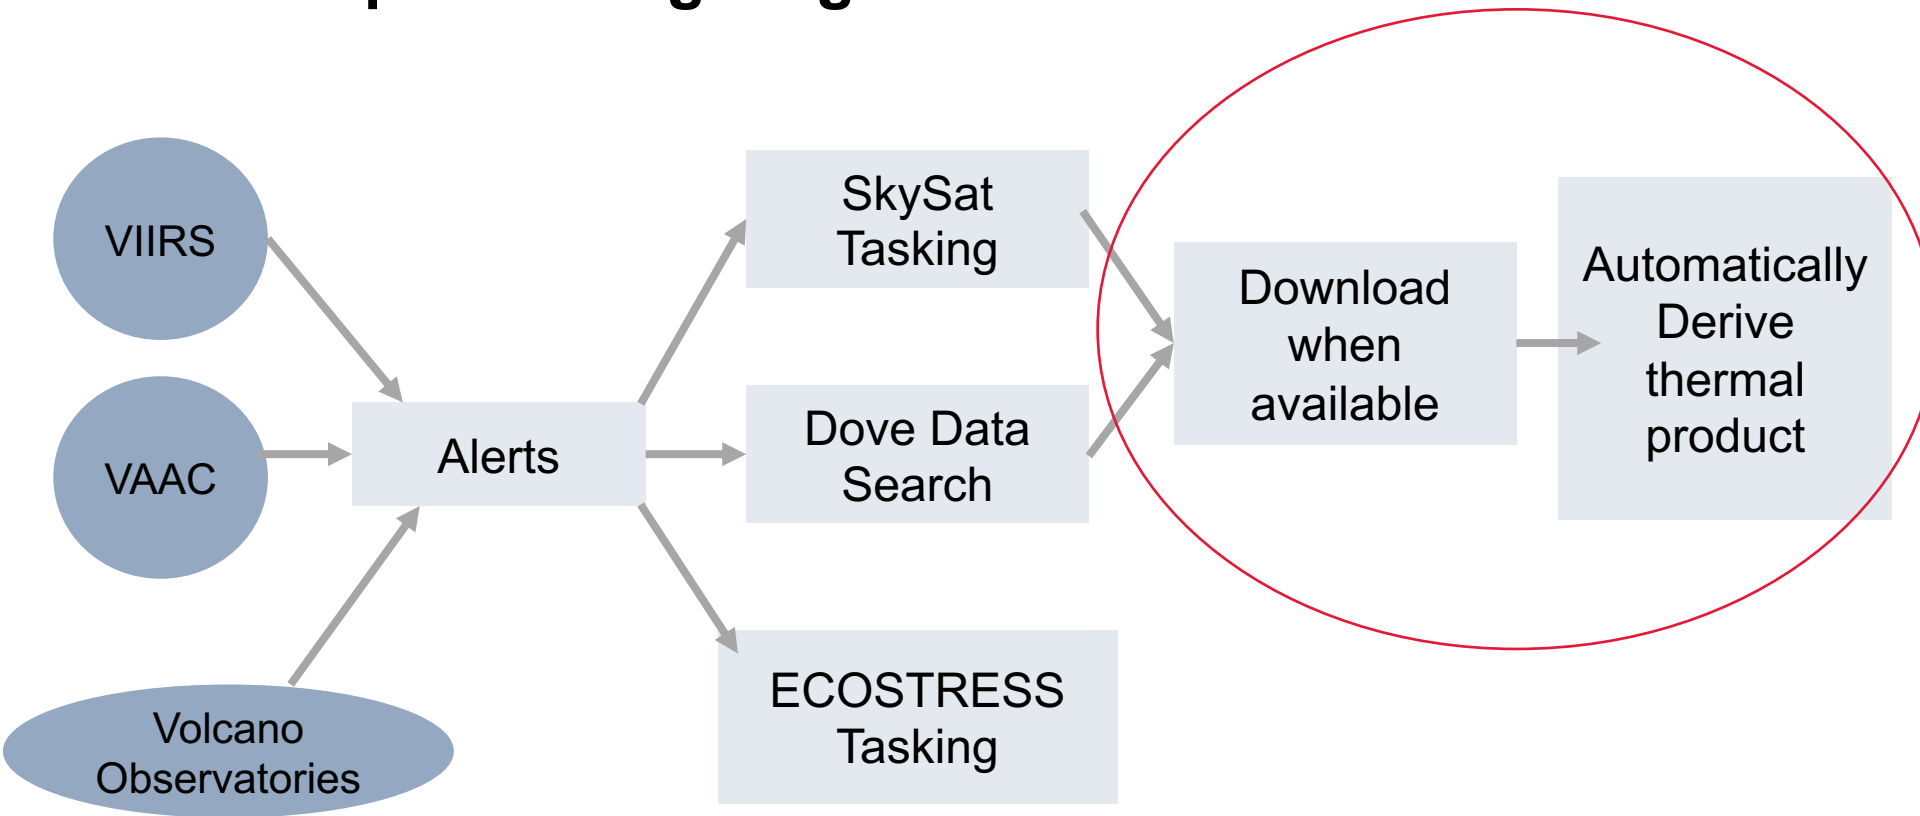 VIIRS
VAAC
Volcano
Observatories
Alerts
SkySat
Tasking
Dove Data
Search
ECOSTRESS
Tasking
Download
when
available
Automatically
Derive
thermal
product